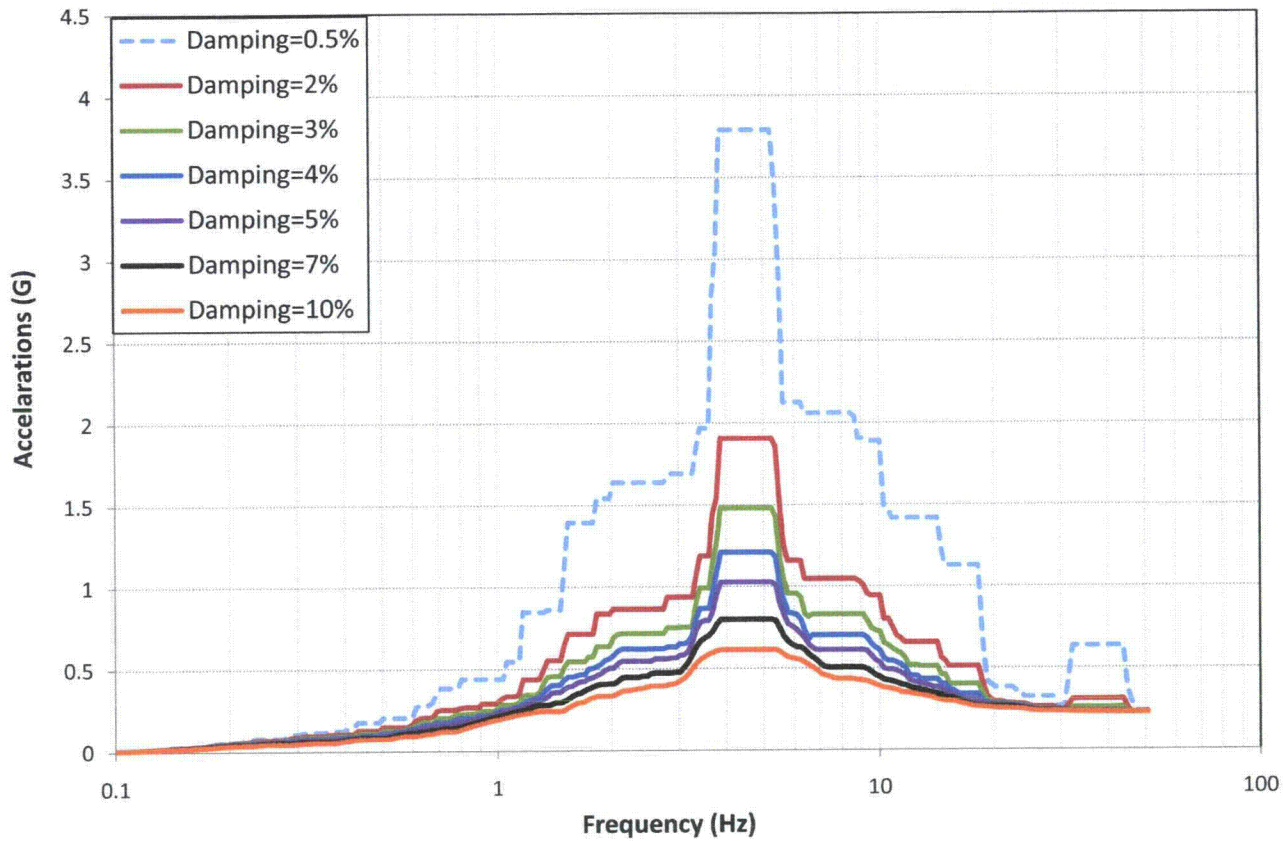 4.5
4
3.5
3
2.5
2
1.5
1
0.5
0
Damping=0.5%
Damping=2%
Damping=3%
Damping=4%
Damping=5%
Damping=7%
Damping=10%
Accelarations (G)
0.1
1
10
100
Frequency (Hz)